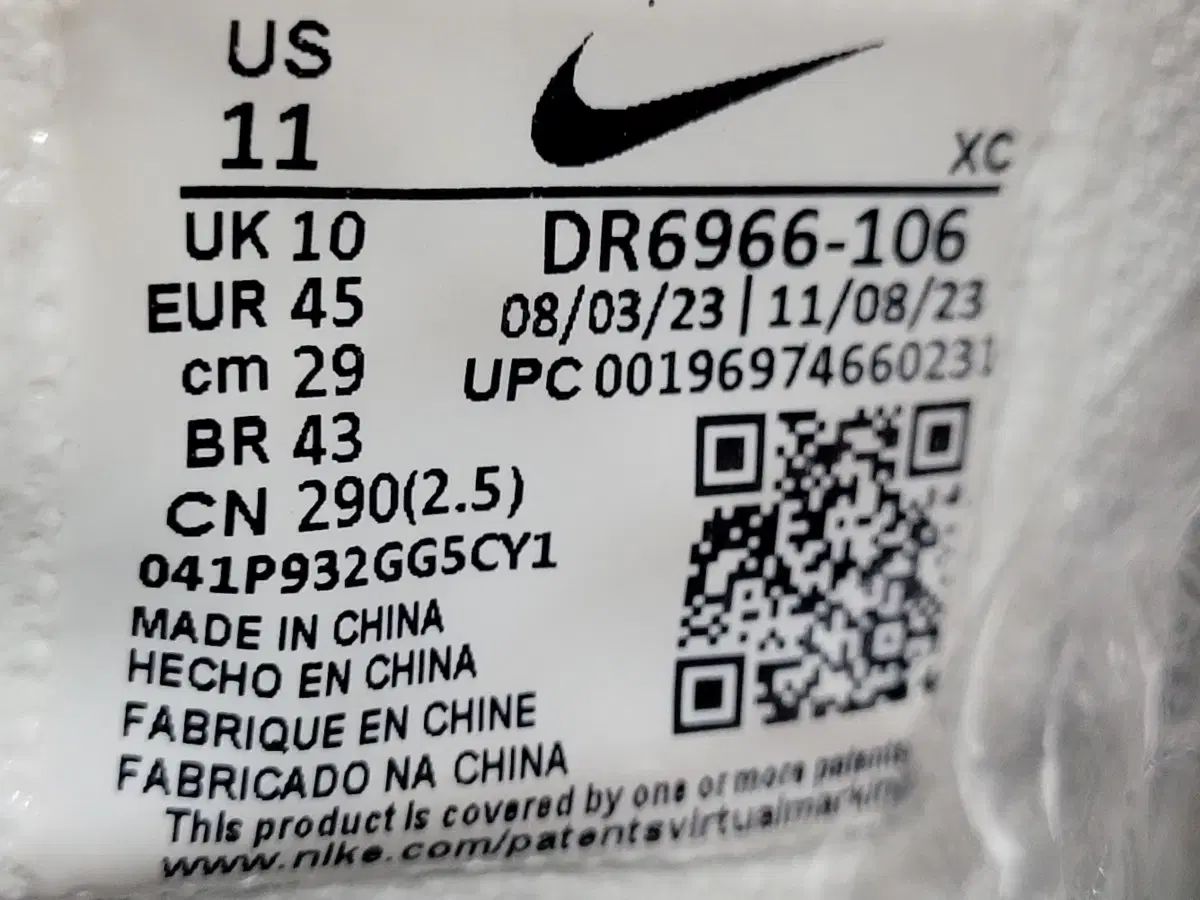 US
11
XC
UK 10
DR6966-106
EUR 45
08/03/23 | 11/08/23
cm 29
UPC 00196974660231
BR 43
CN 290(2.5)
041P932GG5CY1
MADE IN CHINA
HECHO EN CHINA
FABRIQUE EN CHINE
FABRICADO NA CHINA
This product is covered by one or more patents
www.nike.com/patentsvirtualmarking